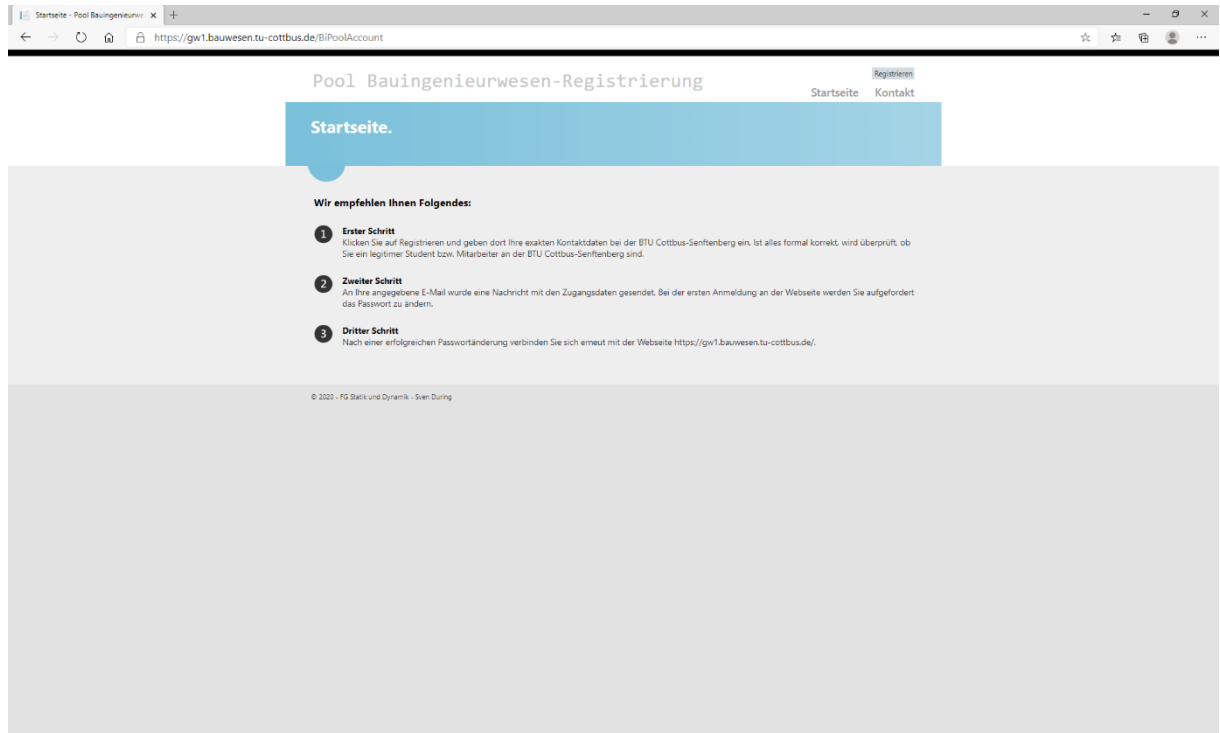 Startseite - Pool Bauingenieurwe
https://gw1.bauwesen.tu-cottbus.de/BiPoolAccount
Registrieren
Pool Bauingenieurwesen-Registrierung
Startseite Kontakt
Startseite.
Wir empfehlen Ihnen Folgendes:
1 Erster Schritt
Klicken Sie auf Registrieren und geben dort Ihre exakten Kontaktdaten bei der BTU Cottbus-Senftenberg ein. Ist alles formal korrekt, wird überprüft, ob
Sie ein legitimer Student bzw. Mitarbeiter an der BTU Cottbus-Senftenberg sind.
2 Zweiter Schritt
An Ihre angegebene E-Mail wurde eine Nachricht mit den Zugangsdaten gesendet. Bei der ersten Anmeldung an der Webseite werden Sie aufgefordert
das Passwort zu ändern.
3 Dritter Schritt
Nach einer erfolgreichen Passwortänderung verbinden Sie sich erneut mit der Webseite https://gw1.bauwesen.tu-cottbus.de/.
© 2020 - FG Statik und Dynamik - Sven During